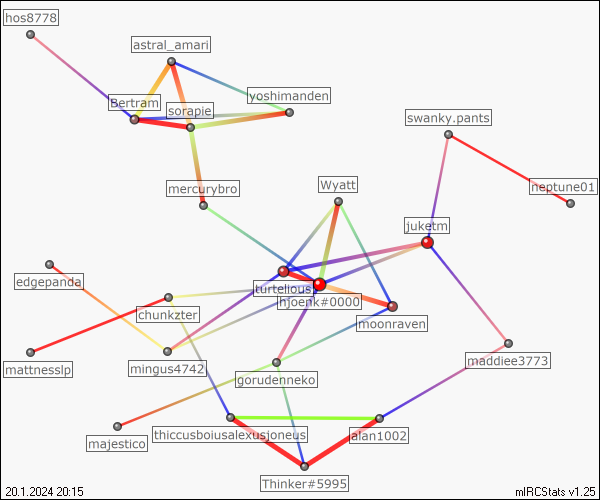 hos8778
astral_amari
yoshimanden
Bertram
sorapie
swanky.pants
mercurybro
Wyatt
neptune01
juketm
edgepanda
turtelious
hjoenk#0000
chunkzter
moonraven
mattnesslp
mingus4742
maddiee3773
gorudenneko
majestico
thiccusboiusalexusjoneus
alan1002
Thinker#5995
20.1.2024 20:15
mIRCStats v1.25